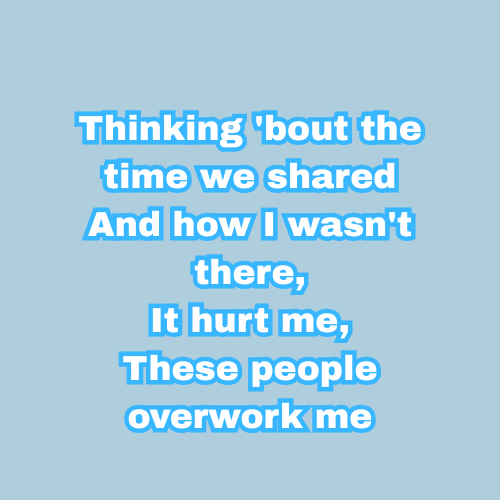 Thinking 'bout the
time we shared
And how I wasn't
there,
It hurt me,
These people
overwork me